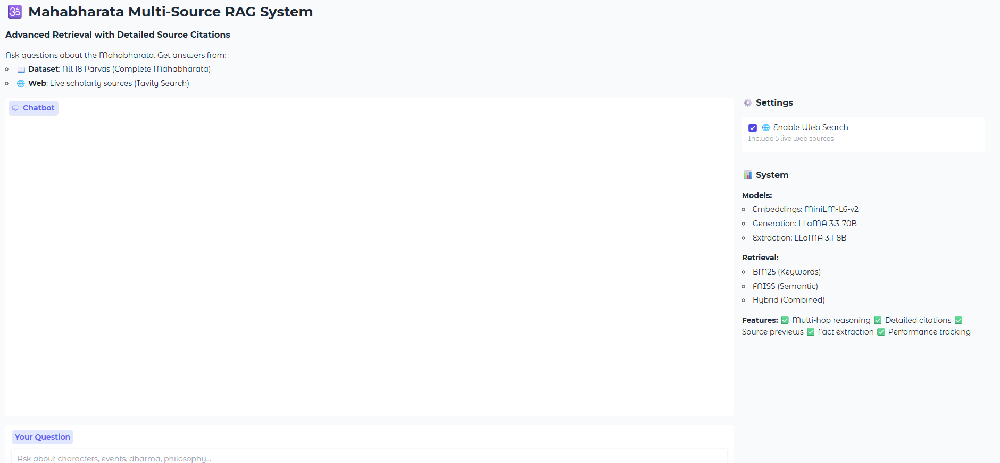 🕉 Mahabharata Multi-Source RAG System
Advanced Retrieval with Detailed Source Citations
Ask questions about the Mahabharata. Get answers from:
📖 Dataset: All 18 Parvas (Complete Mahabharata)
🌐 Web: Live scholarly sources (Tavily Search)
Chatbot
⚙️ Settings
🌐 Enable Web Search
Include 5 live web sources
📊 System
Models:
Embeddings: MiniLM-L6-v2
Generation: LLaMA 3.3-70B
Extraction: LLaMA 3.1-8B
Retrieval:
BM25 (Keywords)
FAISS (Semantic)
Hybrid (Combined)
Features: ✅ Multi-hop reasoning ✅ Detailed citations ✅
Source previews ✅ Fact extraction ✅ Performance tracking
Your Question
Ask about characters, events, dharma, philosophy...